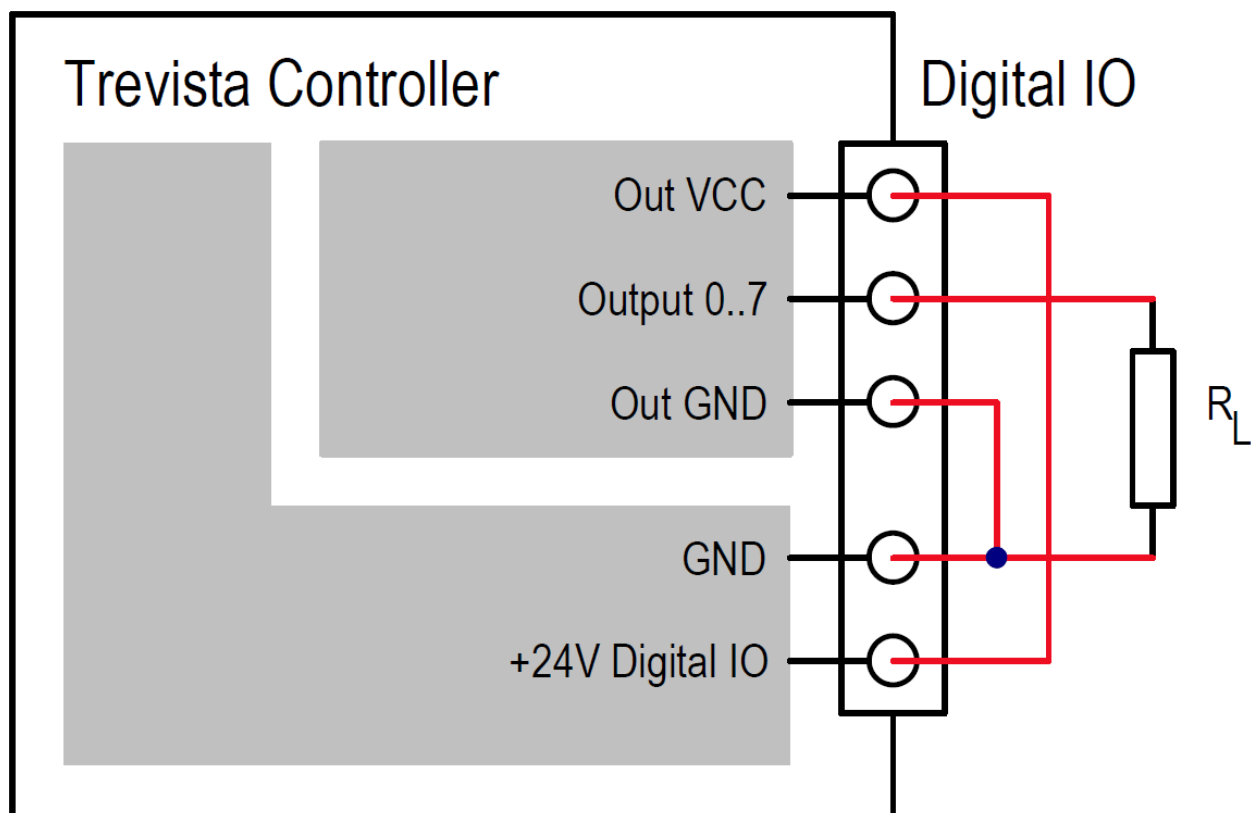 Trevista Controller
Digital IO
Out VCC
Output 0..7
Out GND
RL
GND
+24V Digital IO